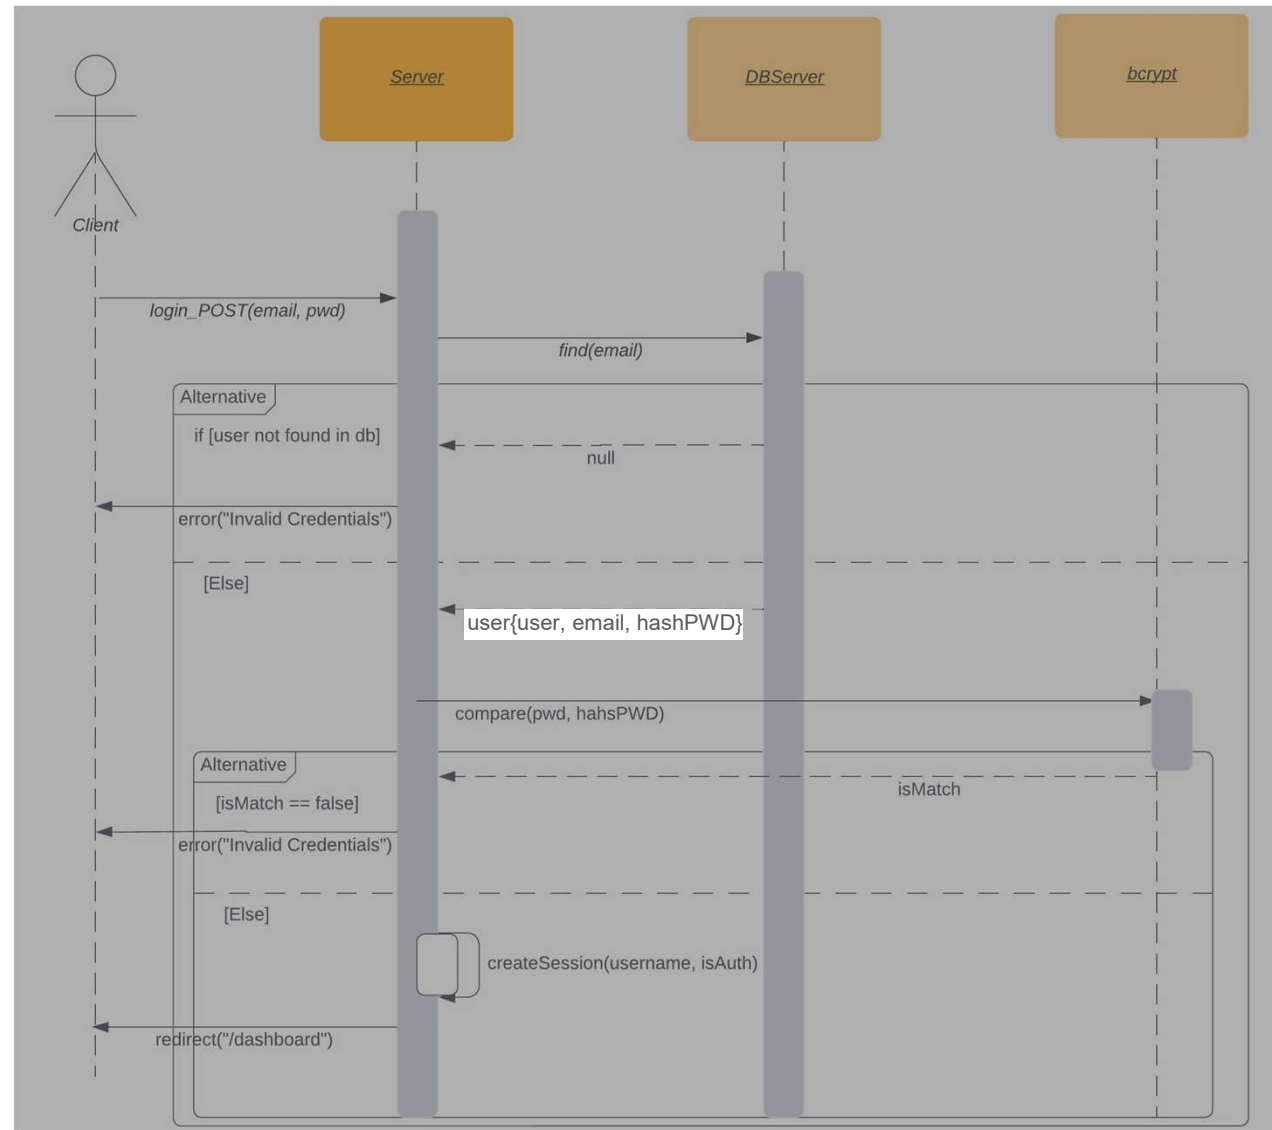 Server
DBServer
bcrypt
Client
login_POST(email, pwd)
find(email)
Alternative
if [user not found in db]
null
error("Invalid Credentials")
[Else]
user{user, email, hashPWD}
compare(pwd, hahsPWD)
Alternative
isMatch
[isMatch == false]
error("Invalid Credentials")
[Else]
createSession(username, isAuth)
redirect("/dashboard")